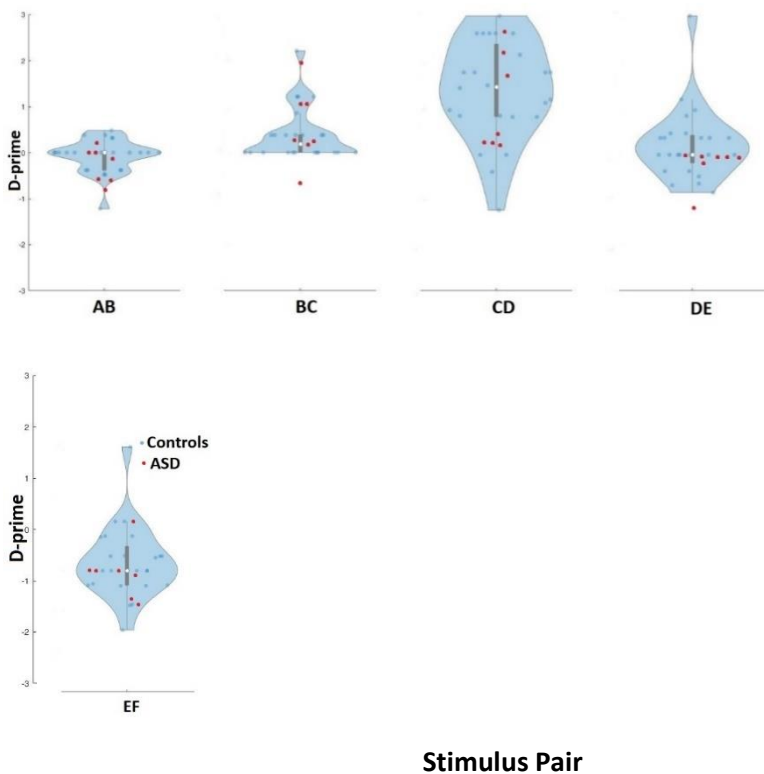 3
2
1
0
-1
-2
-3
D-prime
AB
BC
CD
DE
3
2
1
0
-1
-2
-3
D-prime
Controls
ASD
EF
Stimulus Pair